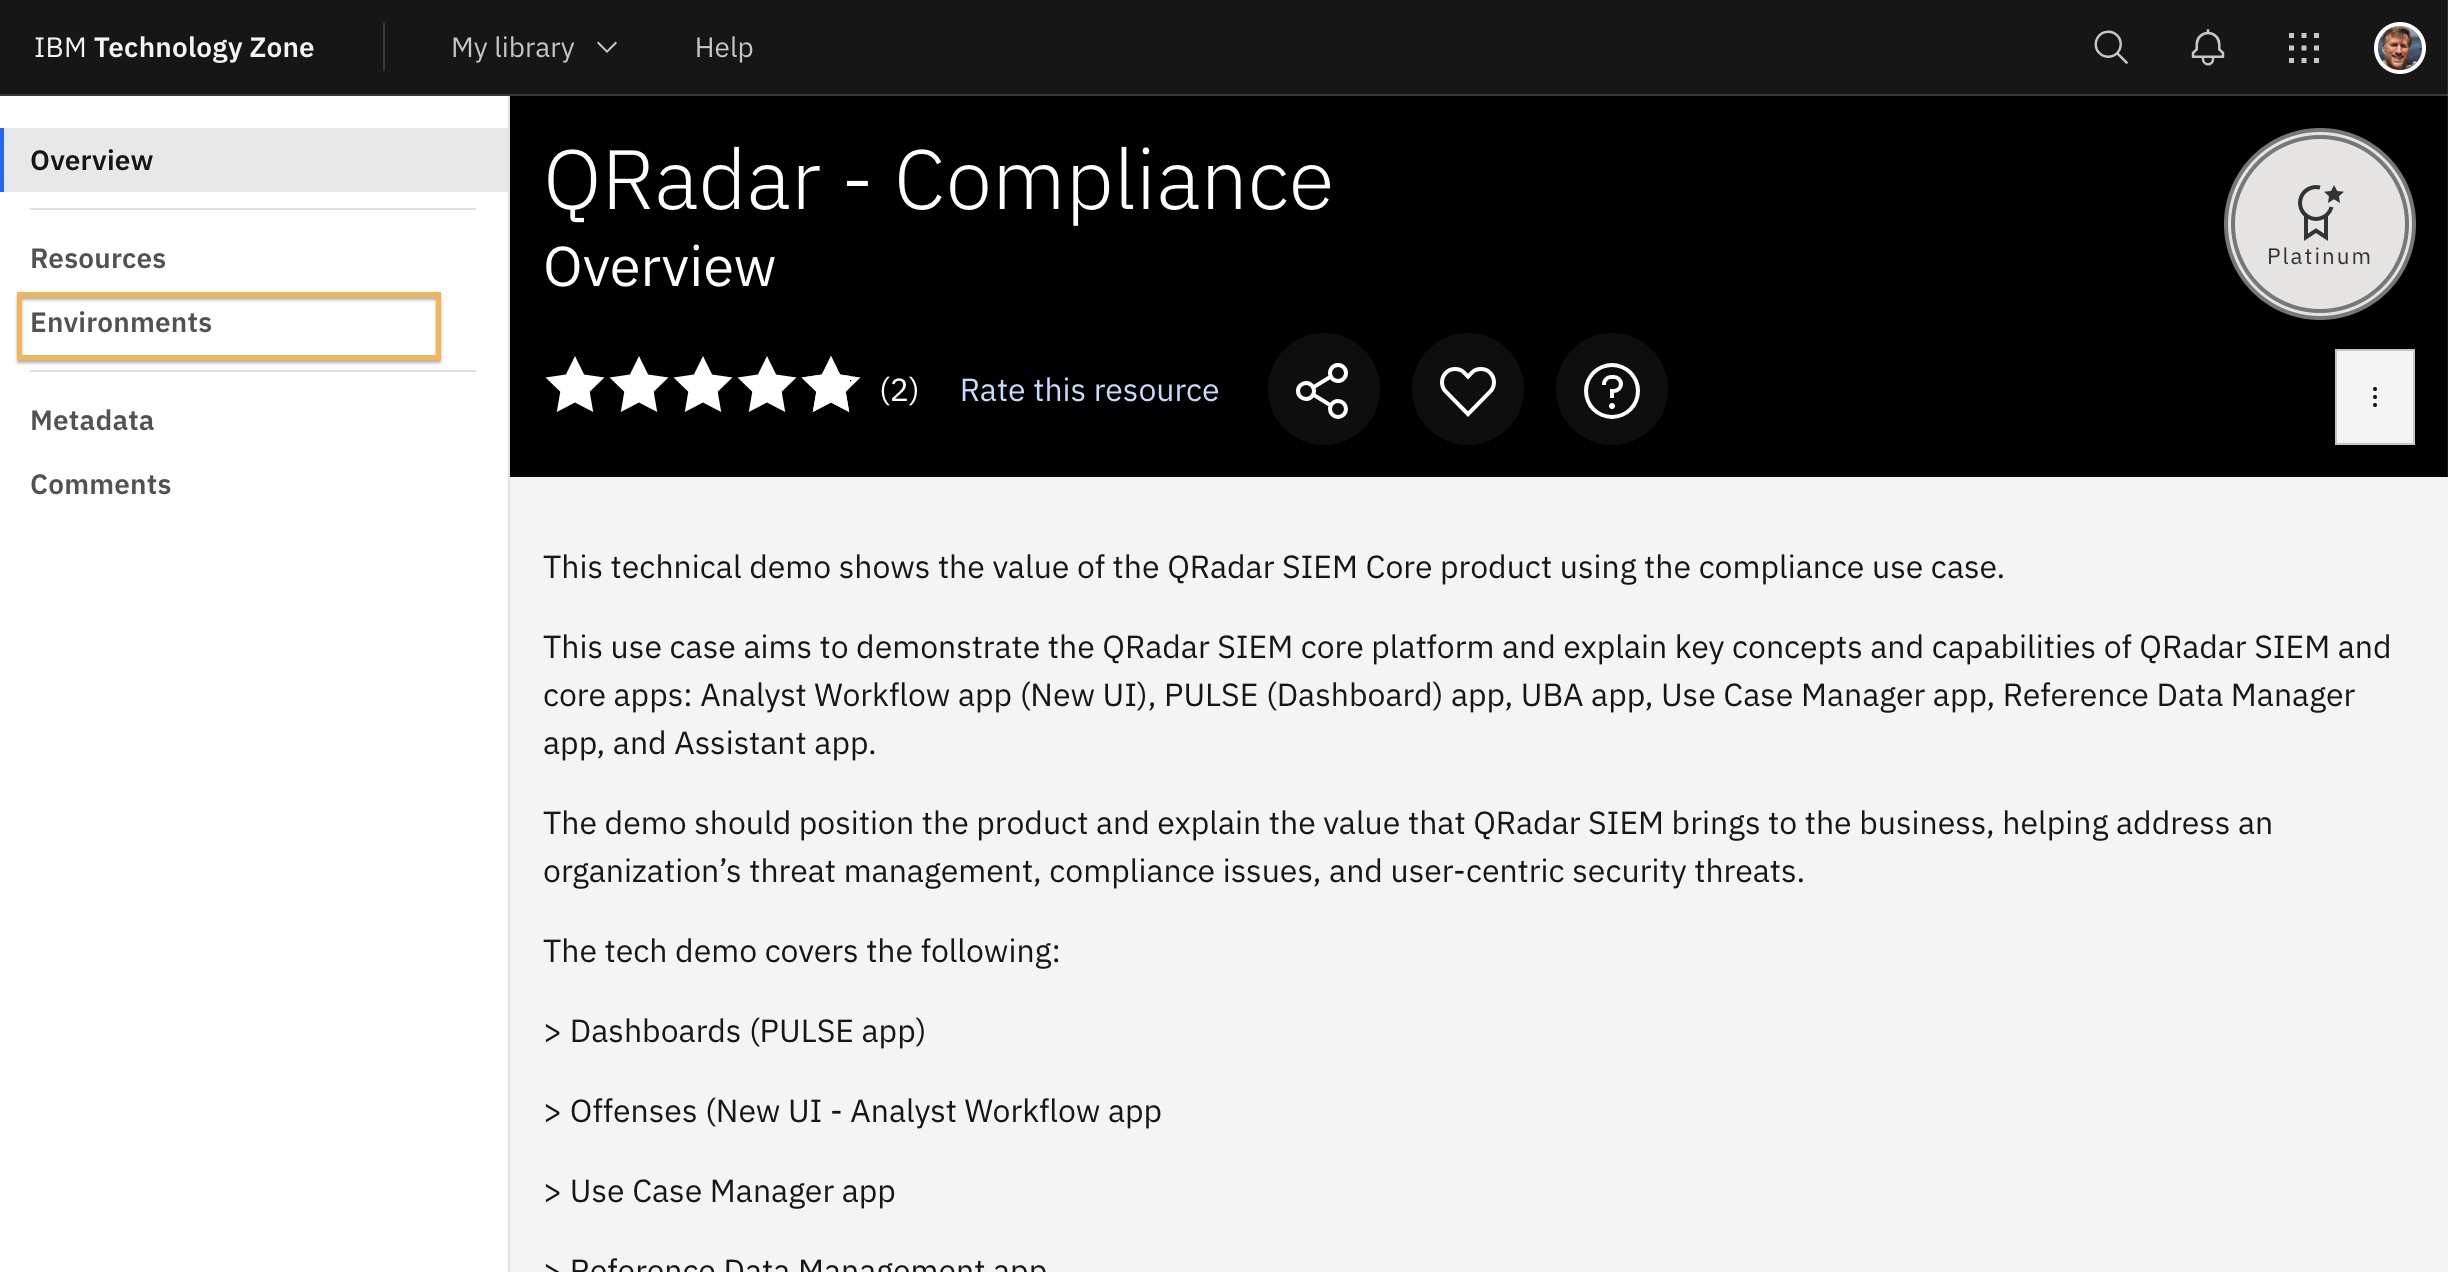 IBM Technology Zone
My library
Help
Overview
Resources
Environments
Metadata
Comments
QRadar - Compliance
Overview
Platinum
(2)
Rate this resource
This technical demo shows the value of the QRadar SIEM Core product using the compliance use case.
This use case aims to demonstrate the QRadar SIEM core platform and explain key concepts and capabilities of QRadar SIEM and
core apps: Analyst Workflow app (New UI), PULSE (Dashboard) app, UBA app, Use Case Manager app, Reference Data Manager
app, and Assistant app.
The demo should position the product and explain the value that QRadar SIEM brings to the business, helping address an
organization’s threat management, compliance issues, and user-centric security threats.
The tech demo covers the following:
> Dashboards (PULSE app)
> Offenses (New UI - Analyst Workflow app
> Use Case Manager app
> Reference Data Management app